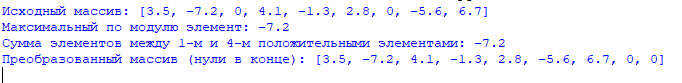 Исходный массив: [3.5, -7.2, 0, 4.1, -1.3, 2.8, 0, -5.6, 6.7]
Максимальный по модулю элемент: -7.2
Сумма элементов между 1-м и 4-м положительными элементами: -7.2
Преобразованный массив (нули в конце): [3.5, -7.2, 4.1, -1.3, 2.8, -5.6, 6.7, 0, 0]